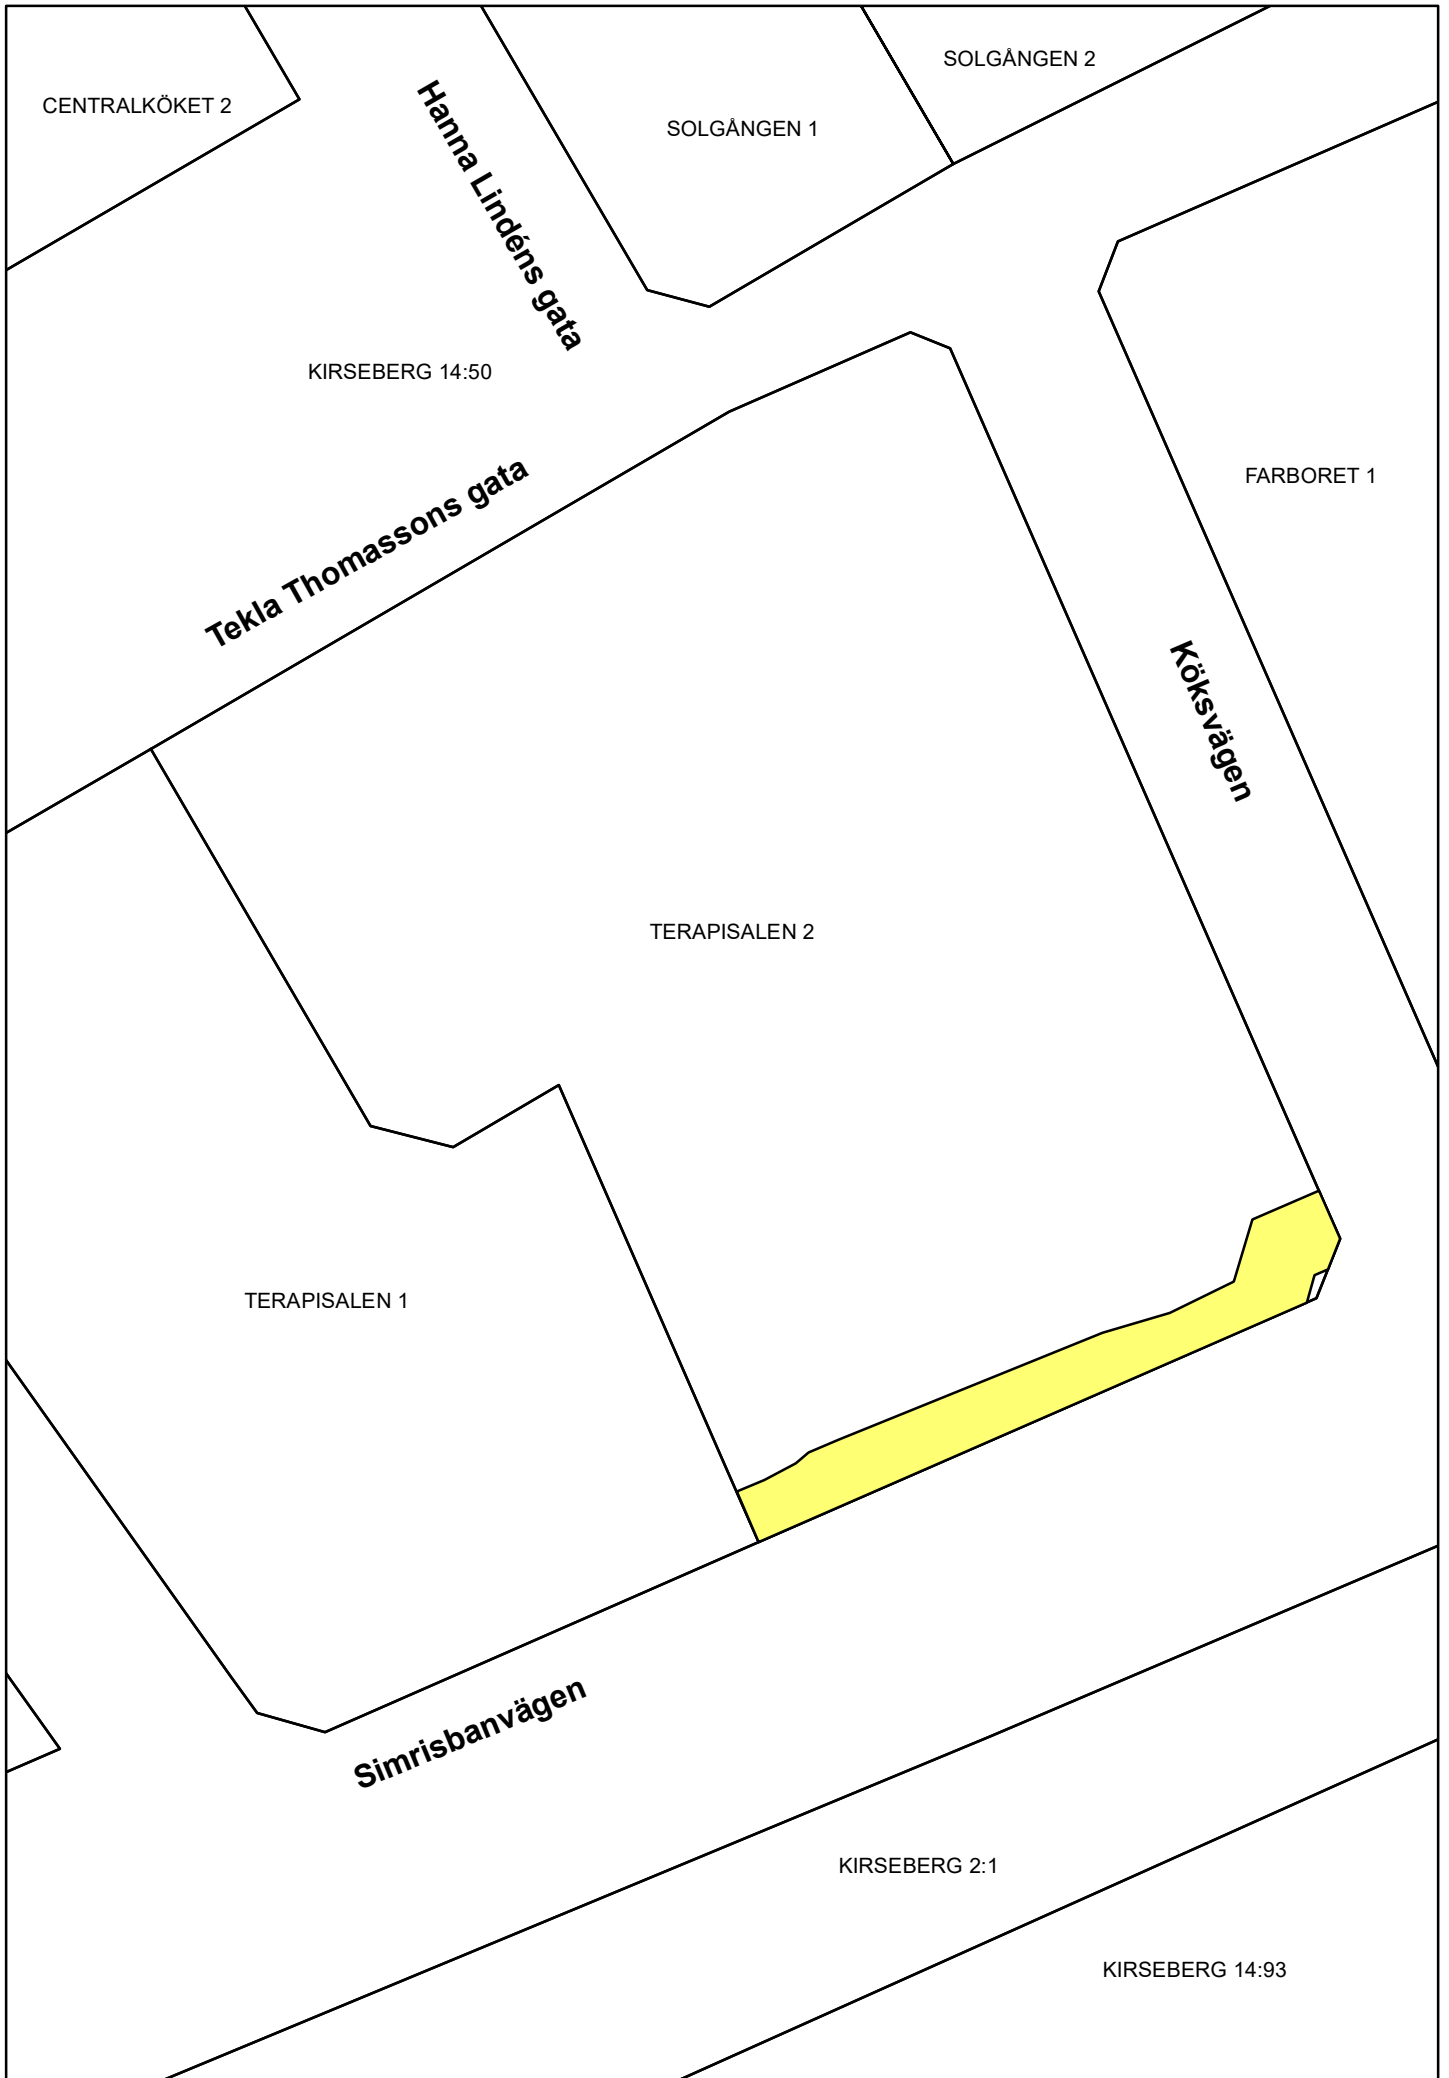 SOLGÅNGEN 2
CENTRALKÖKET 2
SOLGÅNGEN 1
Hanna Lindéns gata
KIRSEBERG 14:50
FARBORET 1
Tekla Thomassons gata
Köksvägen
TERAPISALEN 2
TERAPISALEN 1
Simrisbanvägen
KIRSEBERG 2:1
KIRSEBERG 14:93